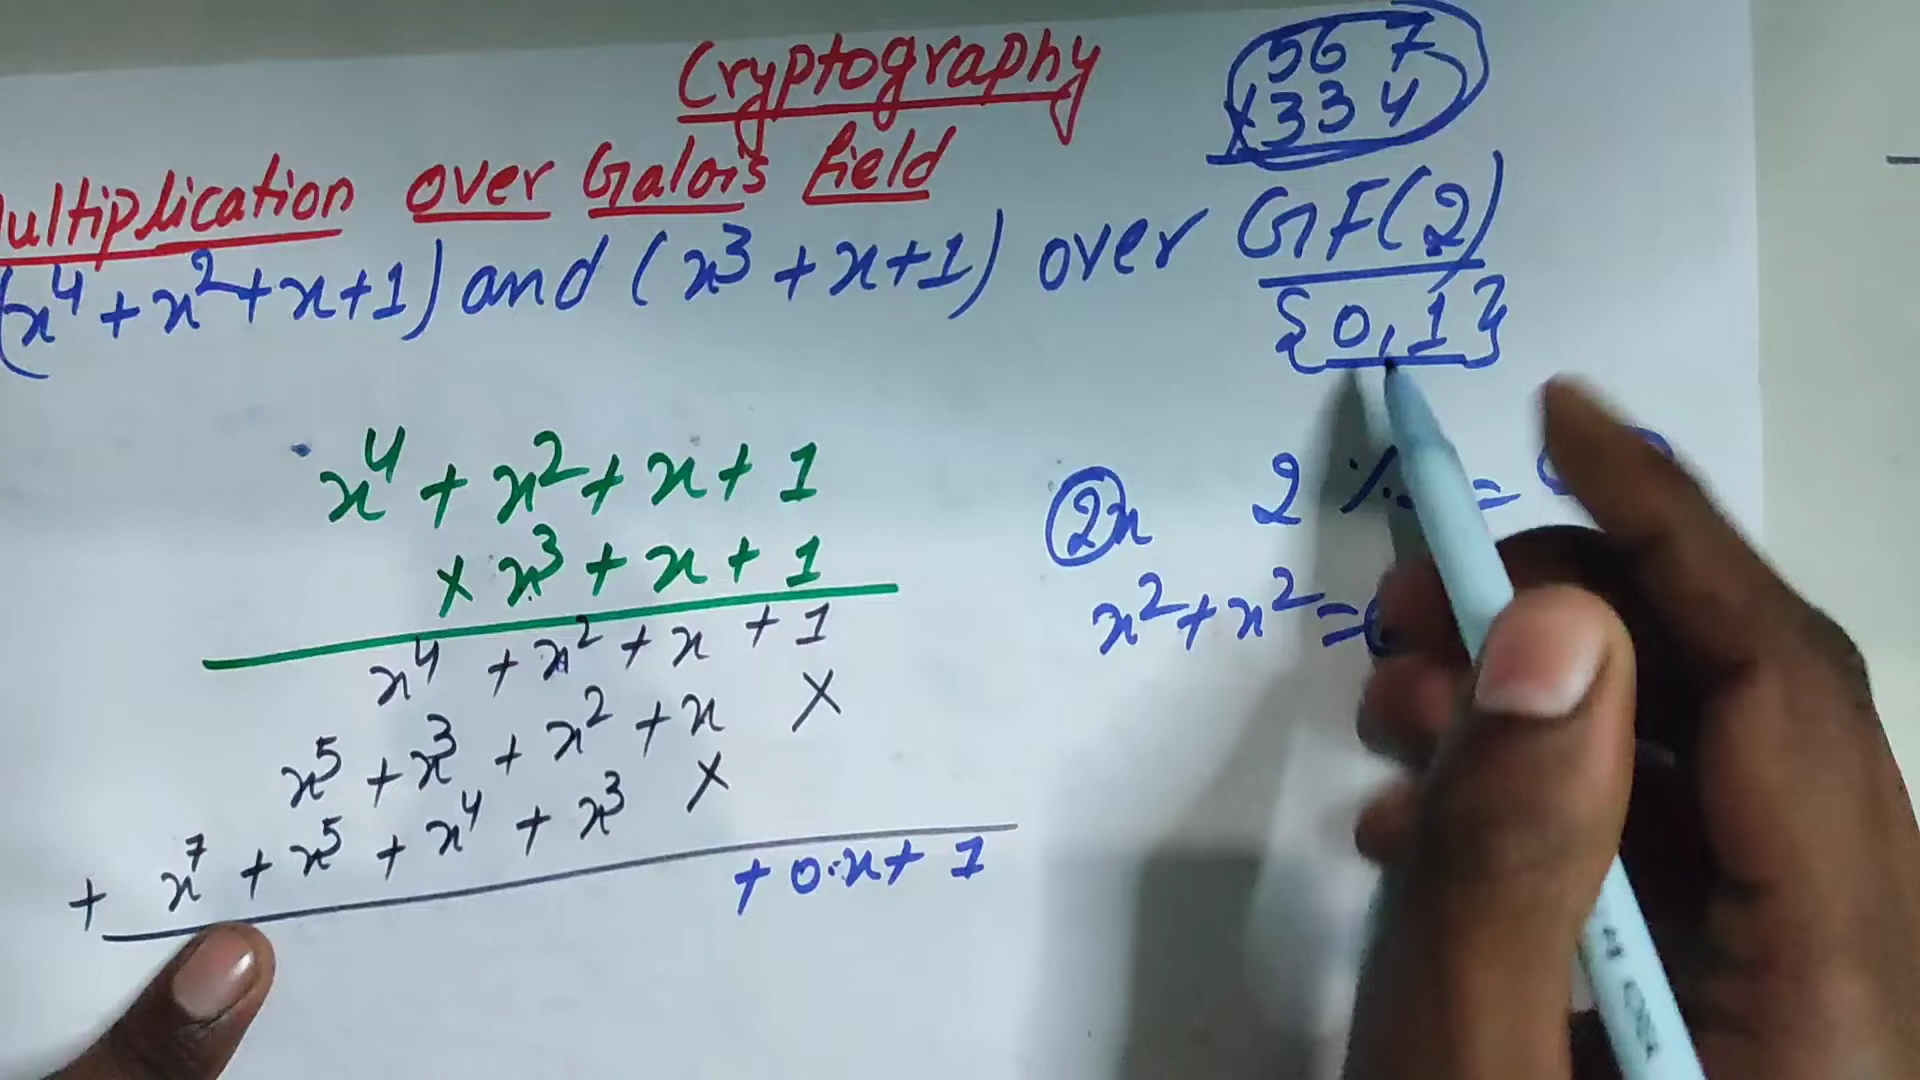 Cryptography
567
×334
Multiplication over Galois field
(x⁴+x²+x+1) and (x³+x+1) over GF(2)
{0,1}
x⁴+x²+x+1
×x³+x+1
x⁴+x²+x+1
x⁵+x³+x²+x ×
+ x⁷+x⁵+x⁴+x³ ×
+0·x+1
2x
2 % =
x²+x²=